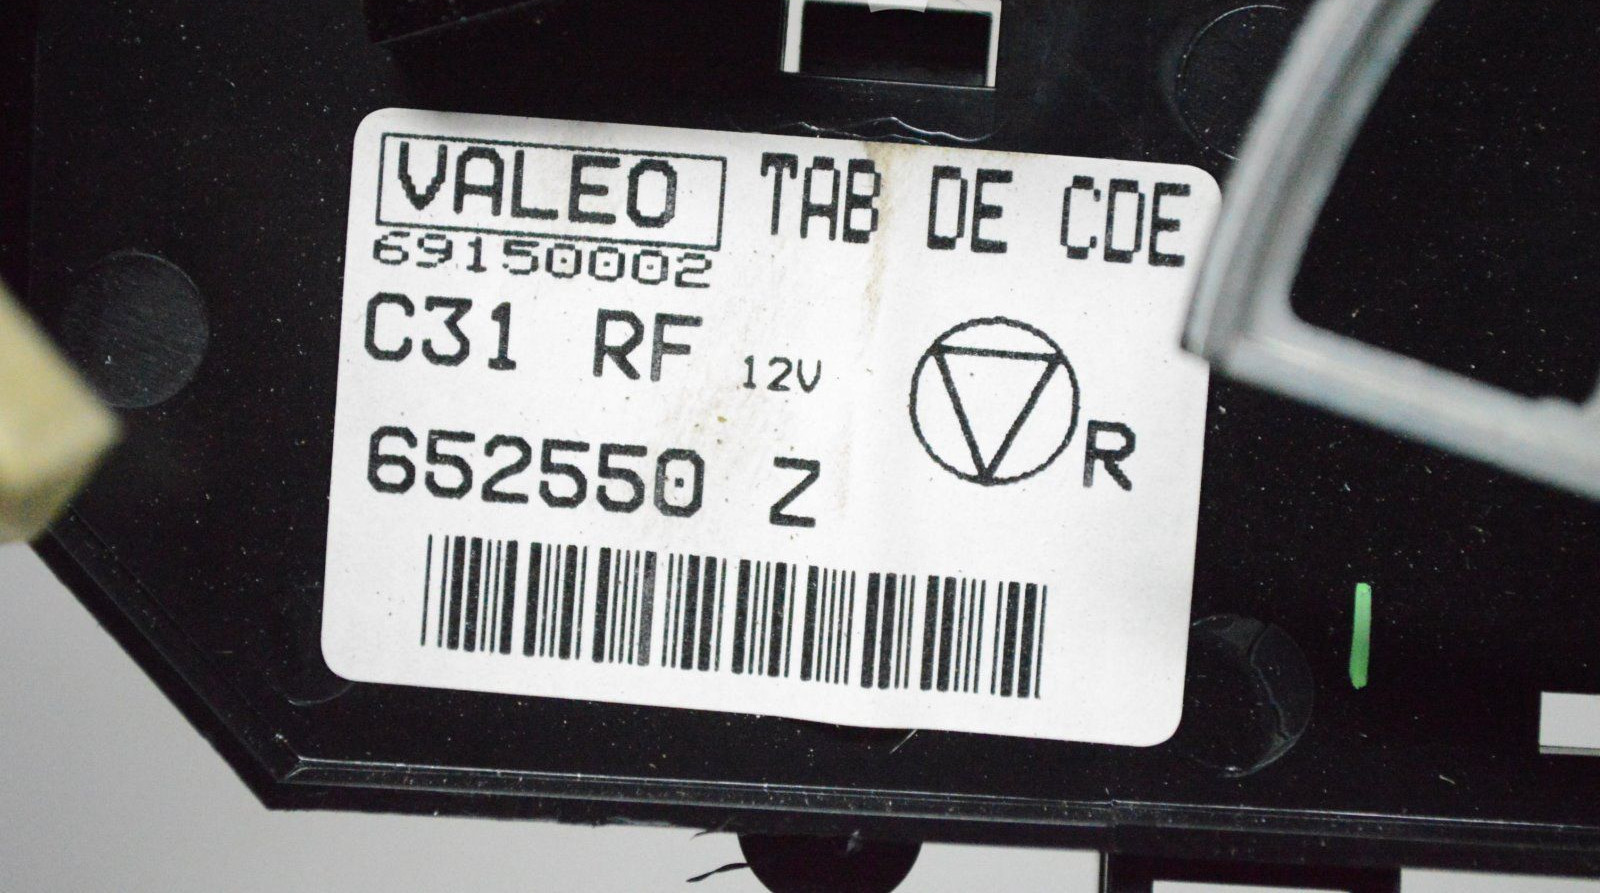 VALEO TAB DE CDE
69150002
C31 RF 12V
R
652550 Z